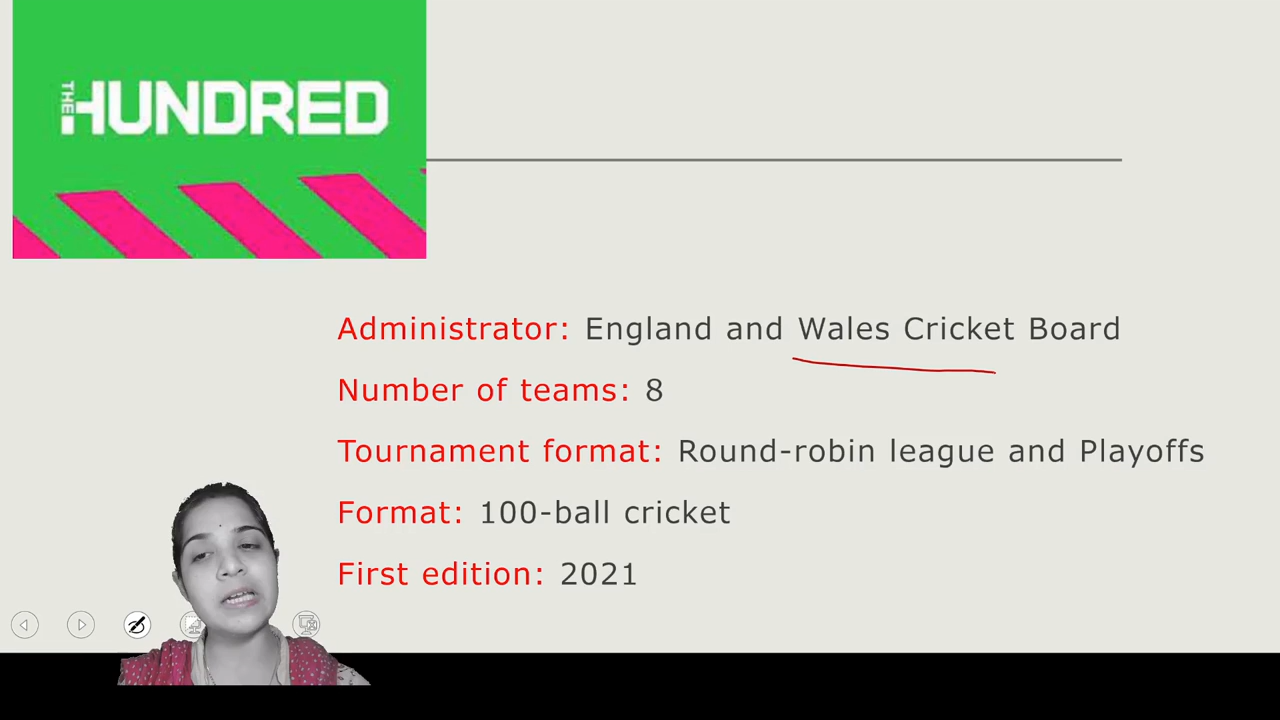 THE HUNDRED
Administrator: England and Wales Cricket Board
Number of teams: 8
Tournament format: Round-robin league and Playoffs
Format: 100-ball cricket
First edition: 2021